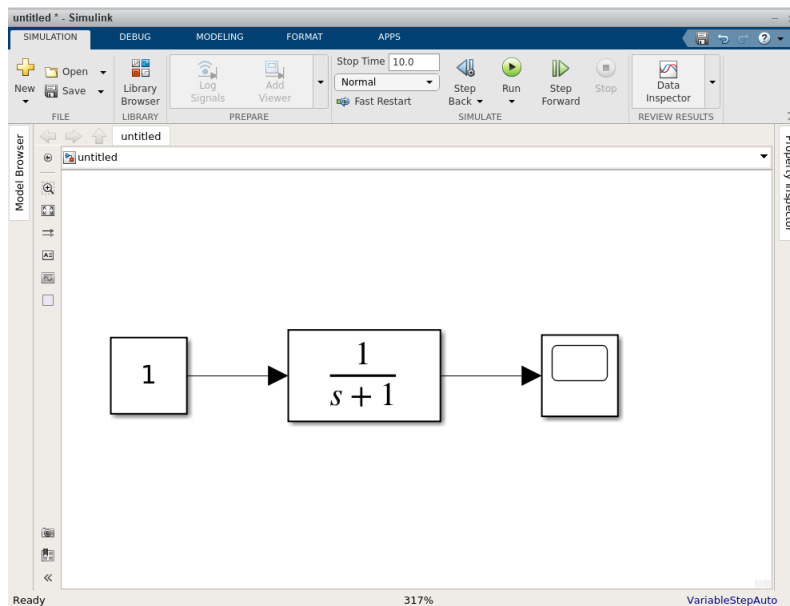 untitled * - Simulink
SIMULATION DEBUG MODELING FORMAT APPS
New
Open
Save
FILE
Library Browser
LIBRARY
Log Signals
Add Viewer
PREPARE
Stop Time 10.0
Normal
Fast Restart
Step Back
Run
Step Forward
Stop
SIMULATE
Data Inspector
REVIEW RESULTS
untitled
untitled
Model Browser
Property Inspector
1
1
s + 1
Ready 317% VariableStepAuto